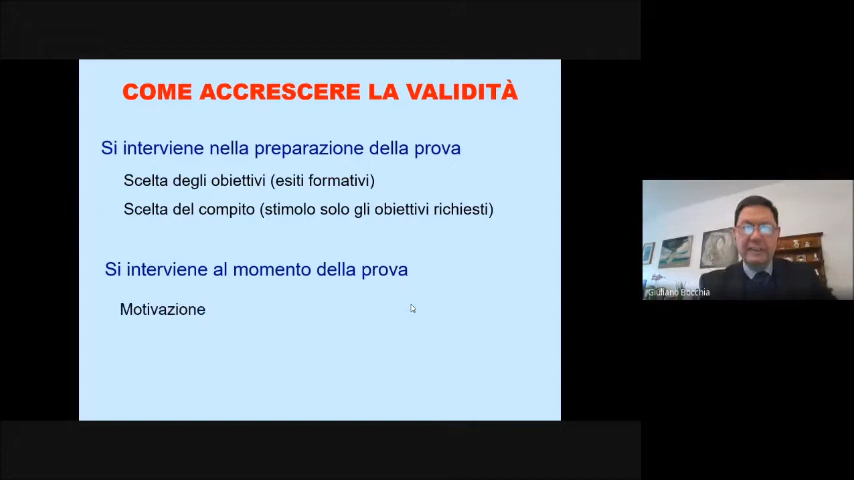 COME ACCRESCERE LA VALIDITÀ
Si interviene nella preparazione della prova
Scelta degli obiettivi (esiti formativi)
Scelta del compito (stimolo solo gli obiettivi richiesti)
Si interviene al momento della prova
Motivazione
Giuliano Bocchia